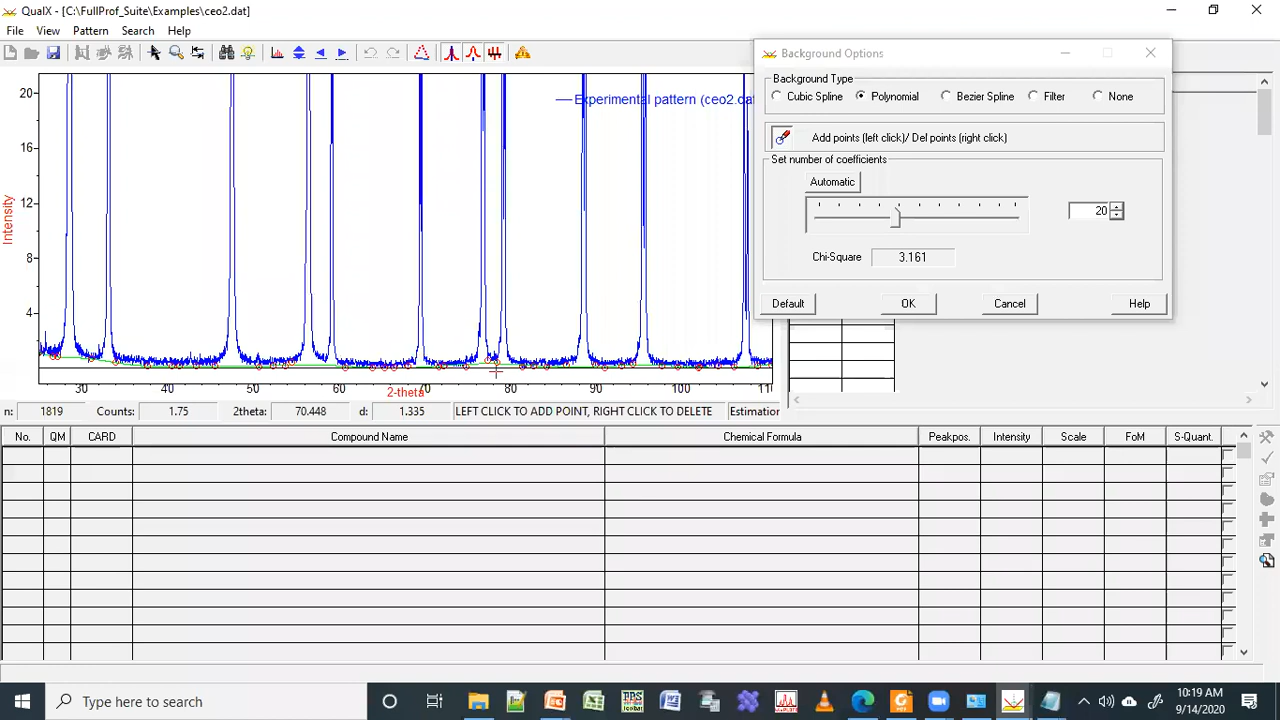 QualX - [C:\FullProf_Suite\Examples\ceo2.dat]
File View Pattern Search Help
Background Options
Background Type
Cubic Spline Polynomial Bezier Spline Filter None
Add points (left click)/ Del points (right click)
Set number of coefficients
Automatic
20
Chi-Square 3.161
Default OK Cancel Help
Experimental pattern (ceo2.da
Intensity
20
16
12
8
4
30 40 50 60 70 80 90 100 11
2-theta
n: 1819 Counts: 1.75 2theta: 70.448 d: 1.335 LEFT CLICK TO ADD POINT, RIGHT CLICK TO DELETE Estimation
No. QM CARD Compound Name Chemical Formula Peakpos. Intensity Scale FoM S-Quant.
Type here to search
10:19 AM
9/14/2020